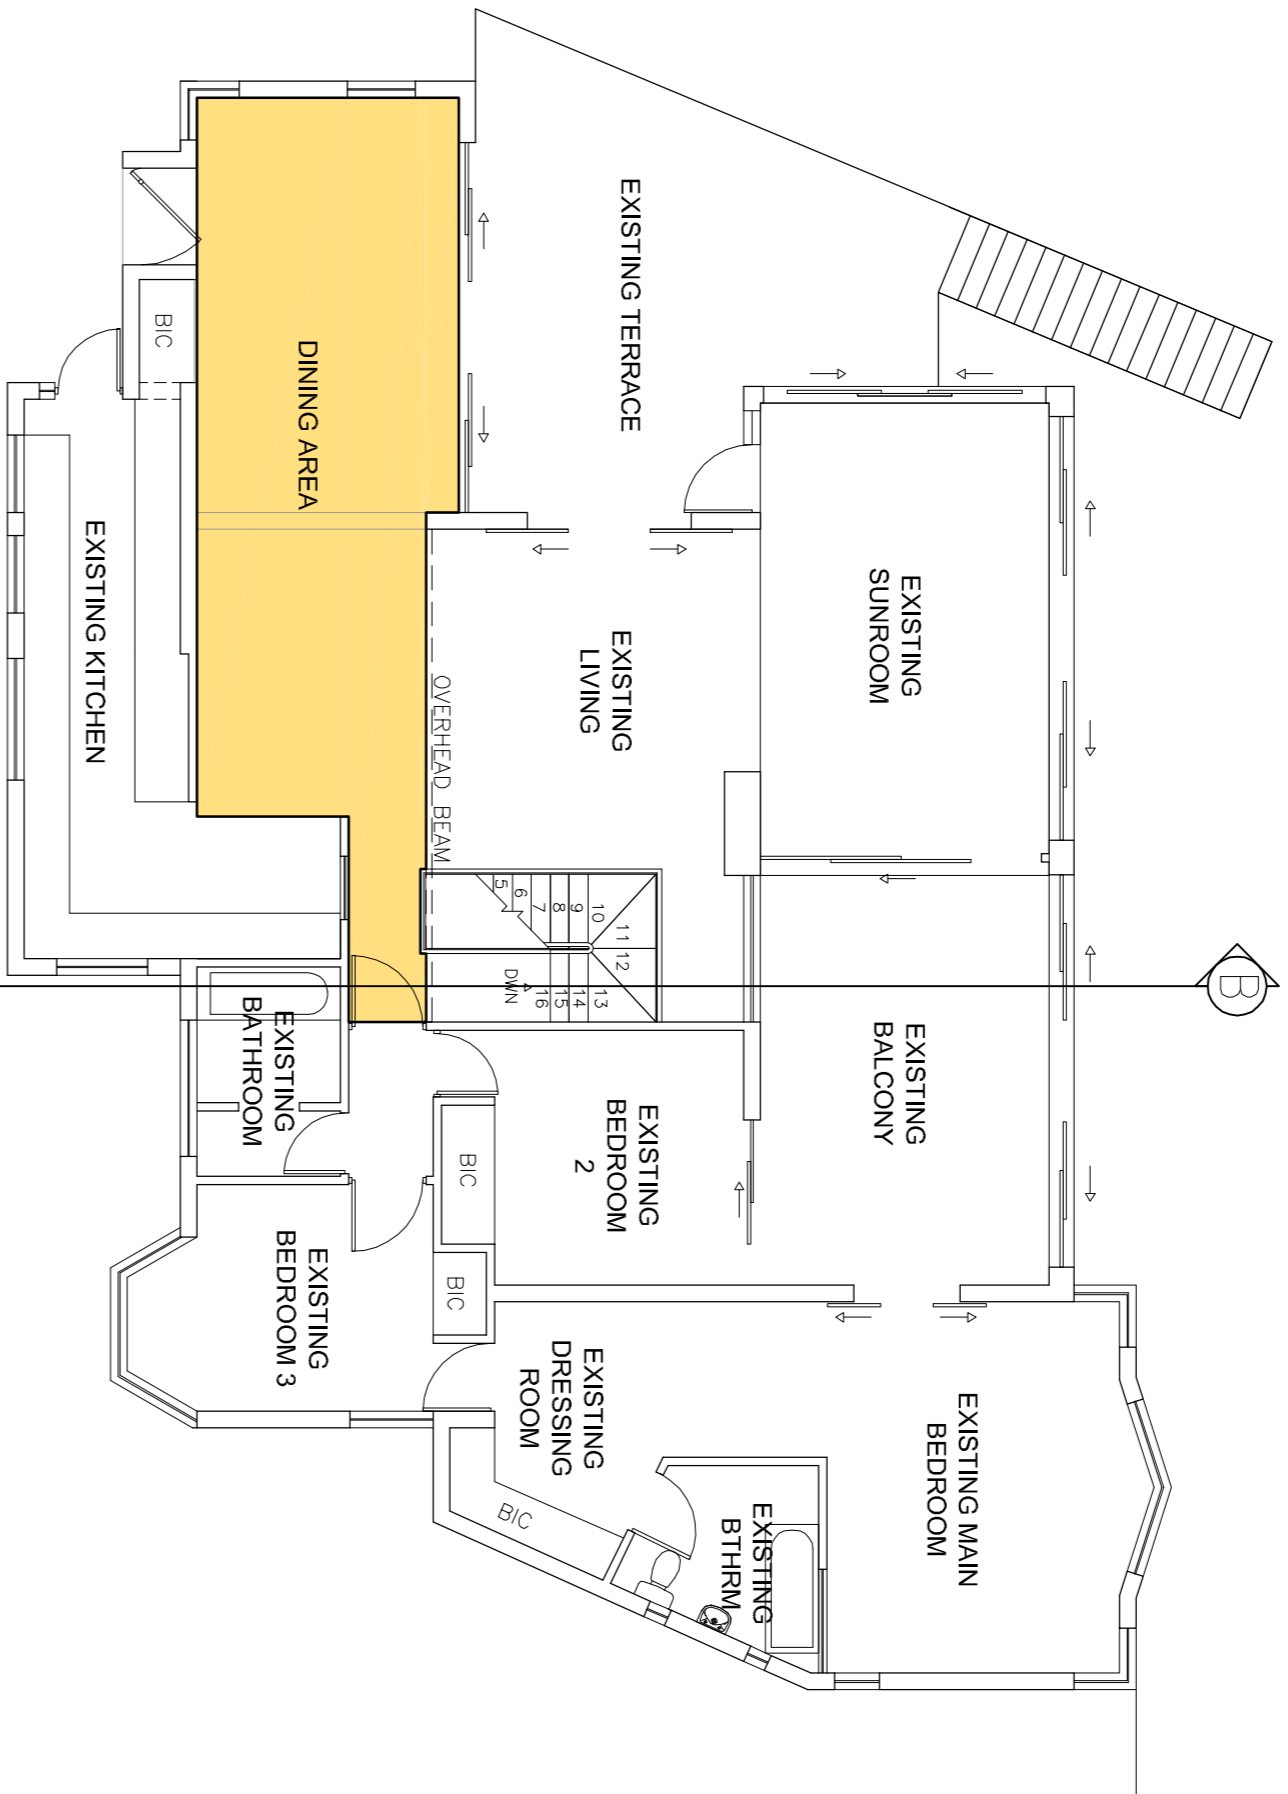 EXISTING TERRACE
DINING AREA
BIC
EXISTING KITCHEN
EXISTING
SUNROOM
EXISTING
LIVING
OVERHEAD BEAM
5
6
7
8
9
10
11
12
13
14
15
16
DWN
B
EXISTING
BALCONY
EXISTING
BATHROOM
EXISTING
BEDROOM
2
BIC
BIC
EXISTING
BEDROOM 3
EXISTING
DRESSING
ROOM
BIC
EXISTING
BTHRM
EXISTING MAIN
BEDROOM